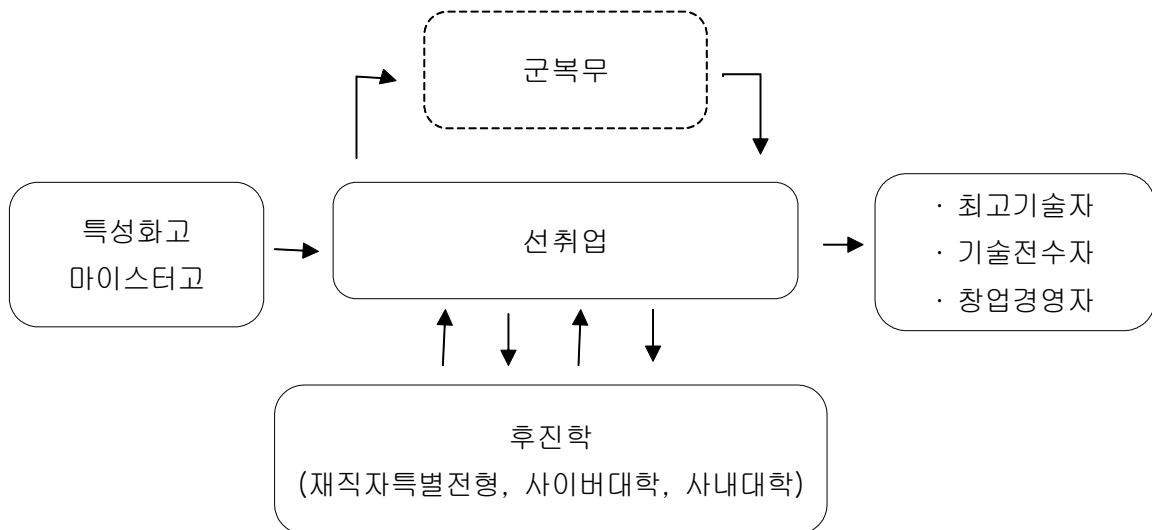 군복무
특성화고
마이스터고
선취업
· 최고기술자
· 기술전수자
· 창업경영자
후진학
(재직자특별전형, 사이버대학, 사내대학)